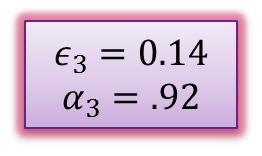 ϵ₃ = 0.14
α₃ = .92